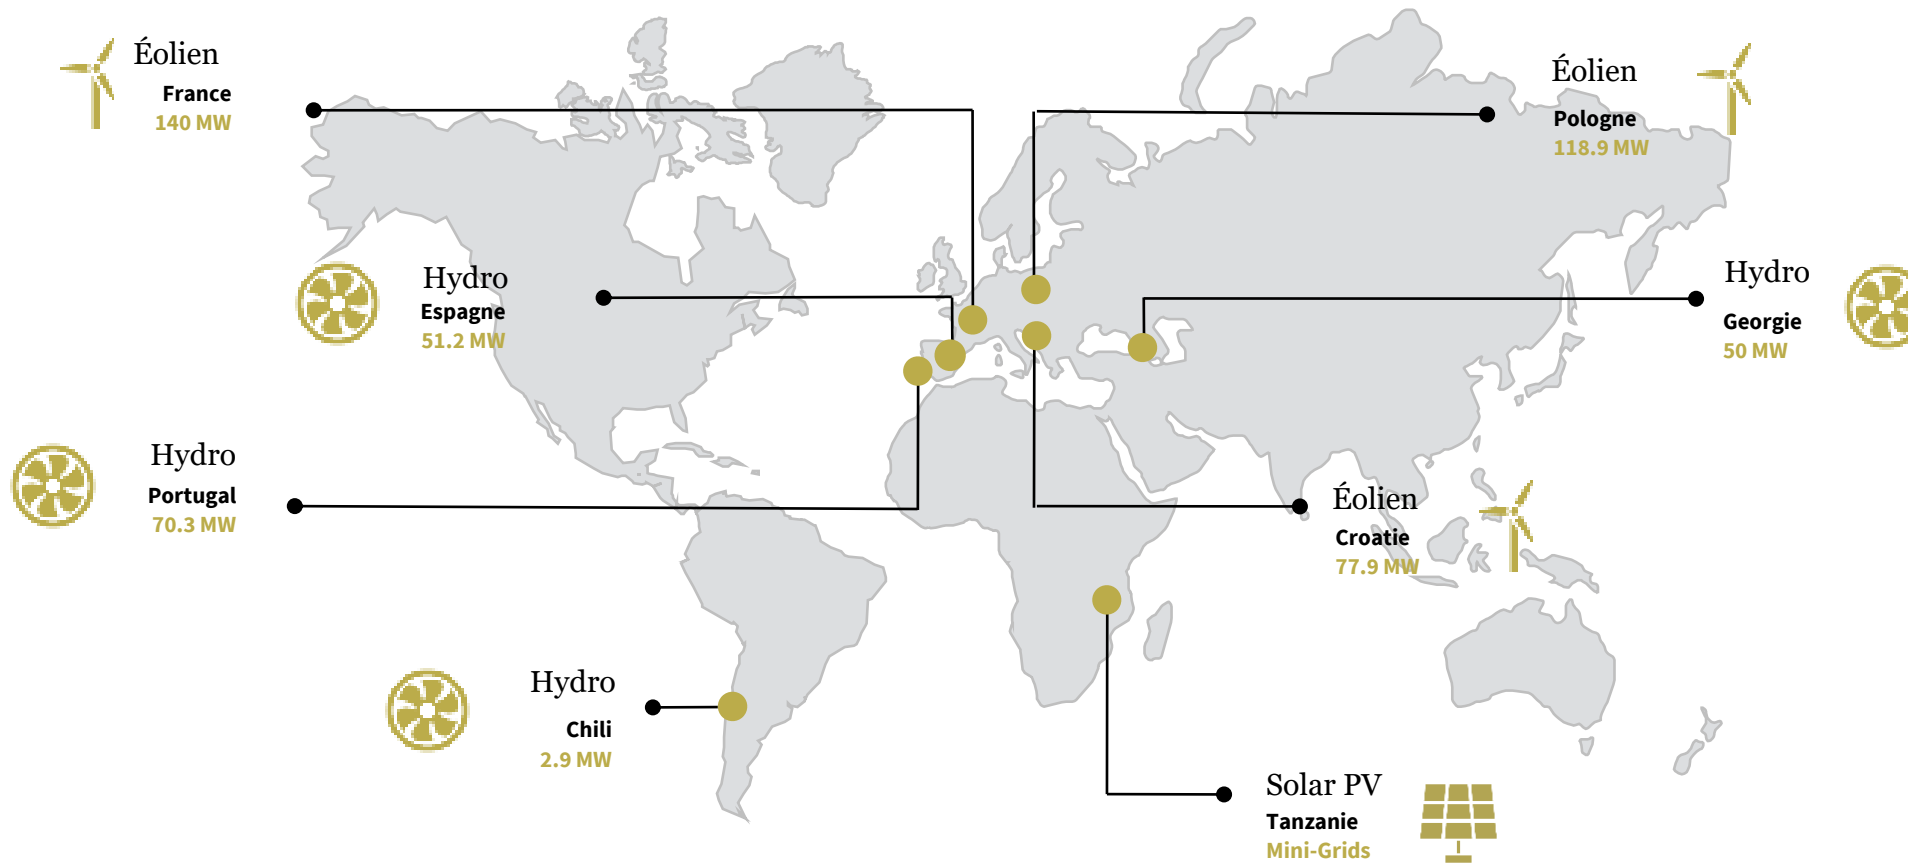 Éolien
France
140 MW
Éolien
Pologne
118.9 MW
Hydro
Espagne
51.2 MW
Hydro
Georgie
50 MW
Hydro
Portugal
70.3 MW
Éolien
Croatie
77.9 MW
Hydro
Chili
2.9 MW
Solar PV
Tanzanie
Mini-Grids